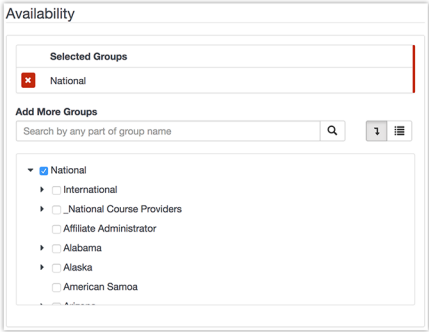 Availability
Selected Groups
National
Add More Groups
Search by any part of group name
National
International
_National Course Providers
Affiliate Administrator
Alabama
Alaska
American Samoa
Arizona